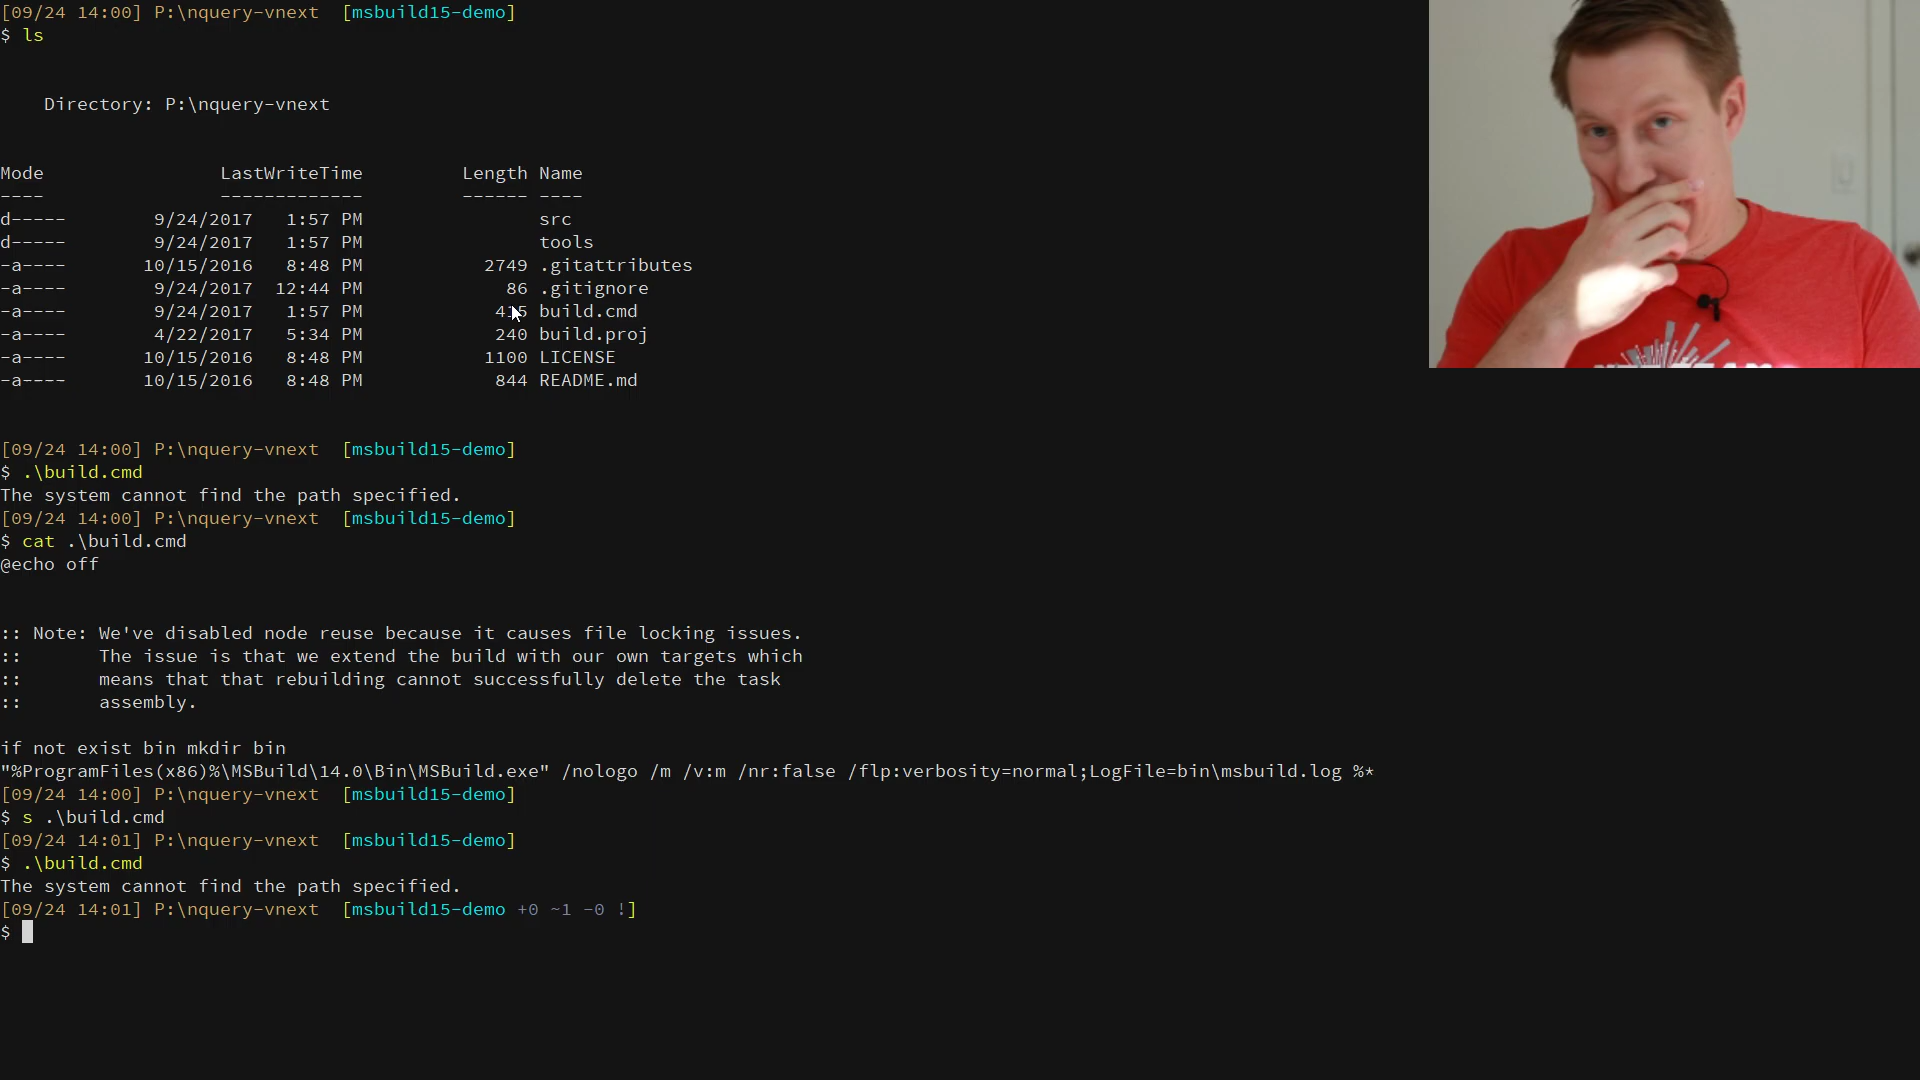 [09/24 14:00] P:\nquery-vnext [msbuild15-demo]
$ ls
Directory: P:\nquery-vnext
Mode LastWriteTime Length Name
---- ------------- ------ ----
d----- 9/24/2017 1:57 PM src
d----- 9/24/2017 1:57 PM tools
-a---- 10/15/2016 8:48 PM 2749 .gitattributes
-a---- 9/24/2017 12:44 PM 86 .gitignore
-a---- 9/24/2017 1:57 PM 415 build.cmd
-a---- 4/22/2017 5:34 PM 240 build.proj
-a---- 10/15/2016 8:48 PM 1100 LICENSE
-a---- 10/15/2016 8:48 PM 844 README.md
[09/24 14:00] P:\nquery-vnext [msbuild15-demo]
$ .\build.cmd
The system cannot find the path specified.
[09/24 14:00] P:\nquery-vnext [msbuild15-demo]
$ cat .\build.cmd
@echo off
:: Note: We've disabled node reuse because it causes file locking issues.
:: The issue is that we extend the build with our own targets which
:: means that that rebuilding cannot successfully delete the task
:: assembly.
if not exist bin mkdir bin
"%ProgramFiles(x86)%\MSBuild\14.0\Bin\MSBuild.exe" /nologo /m /v:m /nr:false /flp:verbosity=normal;LogFile=bin\msbuild.log %*
[09/24 14:00] P:\nquery-vnext [msbuild15-demo]
$ s .\build.cmd
[09/24 14:01] P:\nquery-vnext [msbuild15-demo]
$ .\build.cmd
The system cannot find the path specified.
[09/24 14:01] P:\nquery-vnext [msbuild15-demo +0 ~1 -0 !]
$